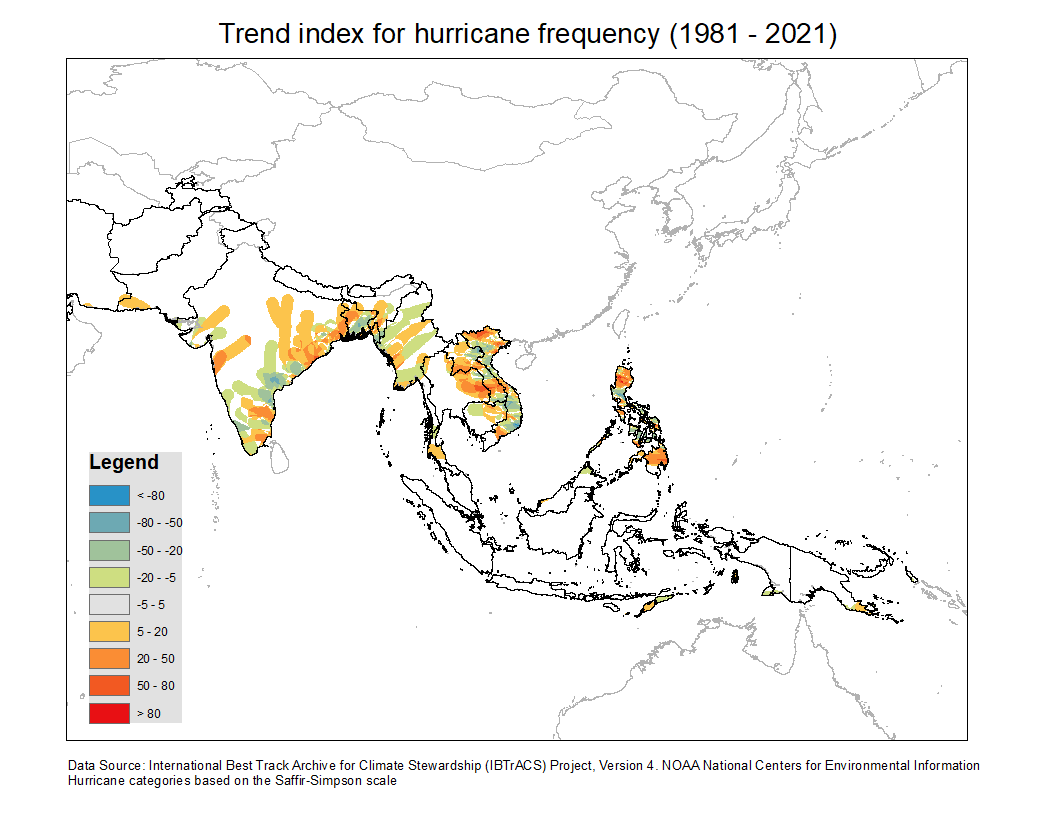 Trend index for hurricane frequency (1981 - 2021)
Legend
< -80
-80 - -50
-50 - -20
-20 - -5
-5 - 5
5 - 20
20 - 50
50 - 80
> 80
Data Source: International Best Track Archive for Climate Stewardship (IBTrACS) Project, Version 4. NOAA National Centers for Environmental Information
Hurricane categories based on the Saffir-Simpson scale